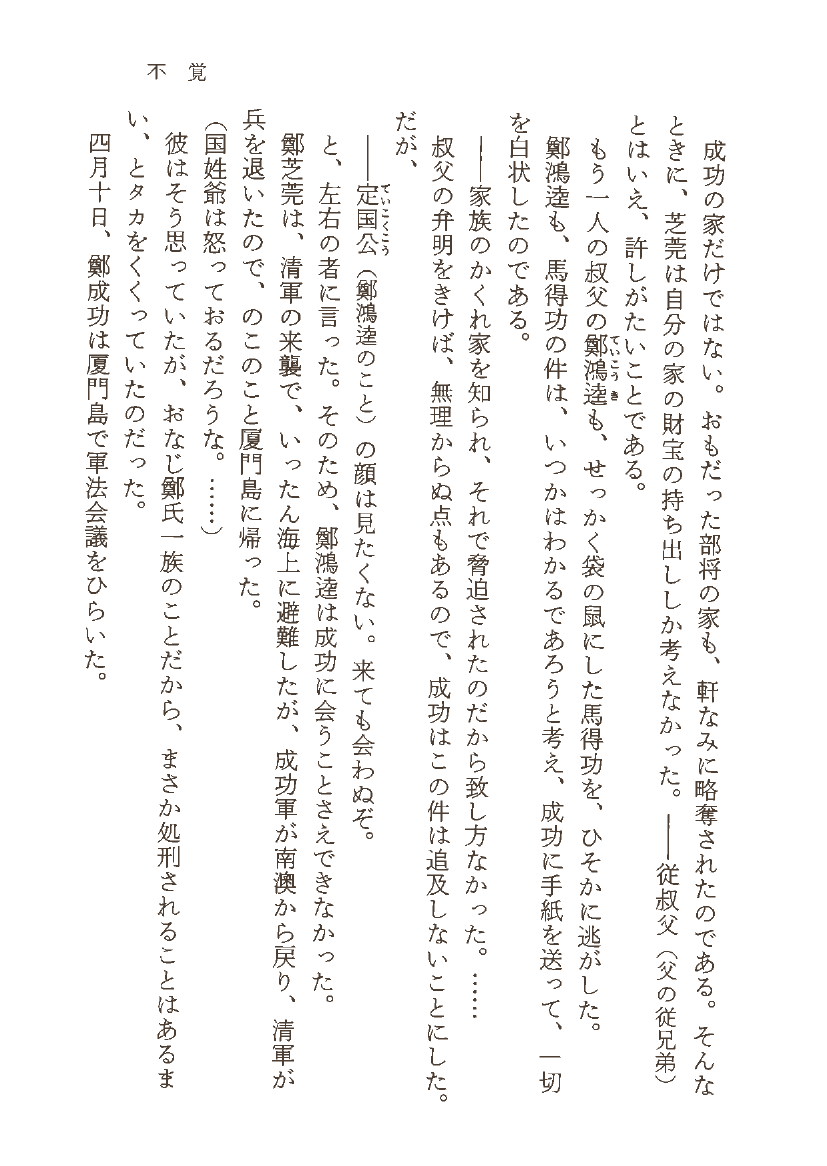 不覚
成功の家だけではない。おもだった部将の家も、軒なみに略奪されたのである。そんな
ときに、芝莞は自分の家の財宝の持ち出ししか考えなかった。――従叔父（父の従兄弟）
とはいえ、許しがたいことである。
もう一人の叔父の鄭鴻逵も、せっかく袋の鼠にした馬得功を、ひそかに逃がした。
ていこうき
鄭鴻逵も、馬得功の件は、いつかはわかるであろうと考え、成功に手紙を送って、一切
を白状したのである。
――家族のかくれ家を知られ、それで脅迫されたのだから致し方なかった。……
叔父の弁明をきけば、無理からぬ点もあるので、成功はこの件は追及しないことにした。
だが、
――定国公（鄭鴻逵のこと）の顔は見たくない。来ても会わぬぞ。
ていこくこう
と、左右の者に言った。そのため、鄭鴻逵は成功に会うことさえできなかった。
鄭芝莞は、清軍の来襲で、いったん海上に避難したが、成功軍が南澳から戻り、清軍が
兵を退いたので、のこのこと厦門島に帰った。
（国姓爺は怒っておるだろうな。……）
彼はそう思っていたが、おなじ鄭氏一族のことだから、まさか処刑されることはあるま
い、とタカをくくっていたのだった。
四月十日、鄭成功は厦門島で軍法会議をひらいた。